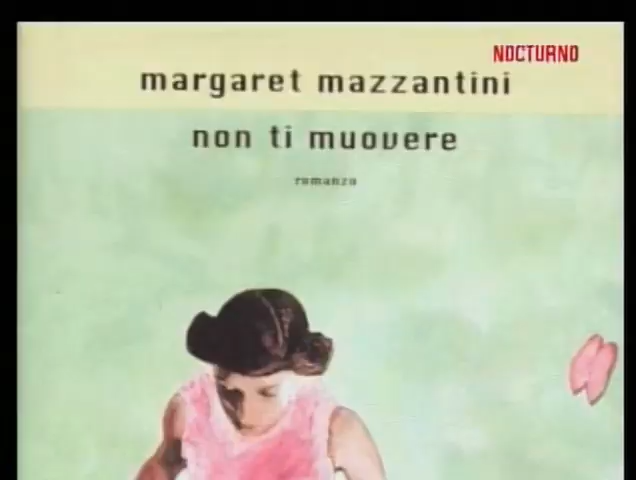 NOCTURNO
margaret mazzantini
non ti muovere
romanzo